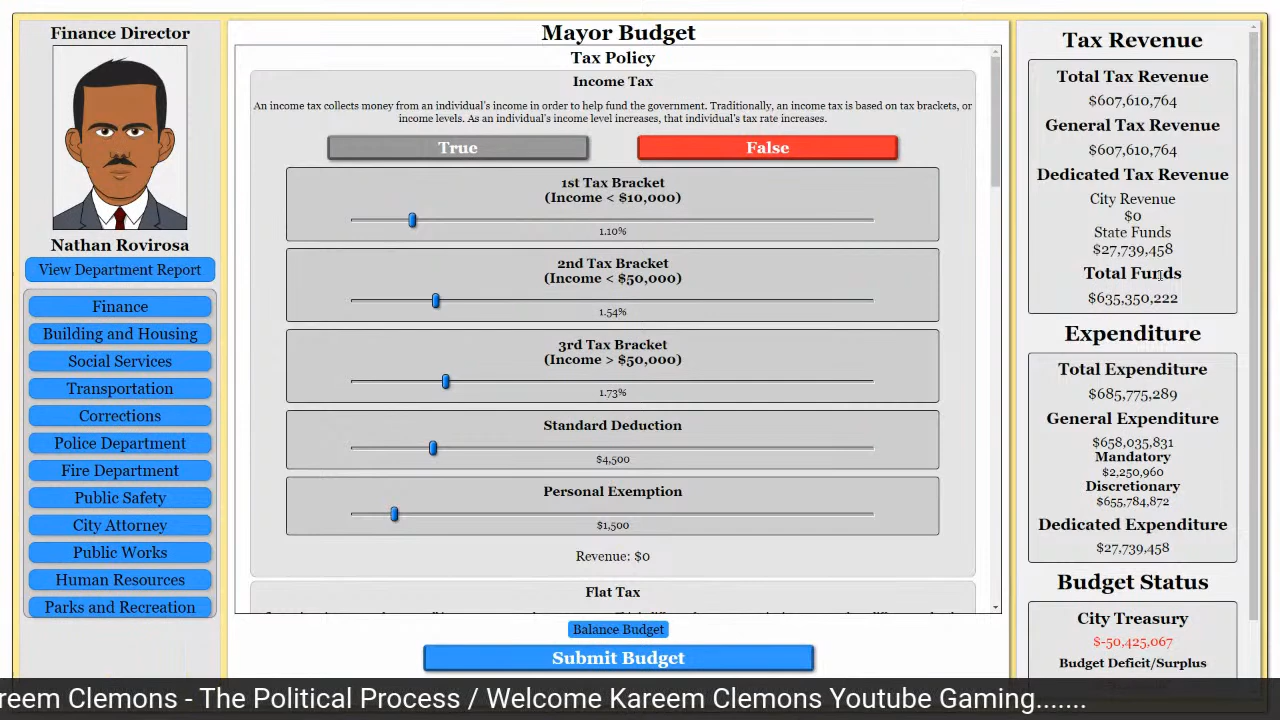 Finance Director
Nathan Rovirosa
View Department Report
Finance
Building and Housing
Social Services
Transportation
Corrections
Police Department
Fire Department
Public Safety
City Attorney
Public Works
Human Resources
Parks and Recreation
Mayor Budget
Tax Policy
Income Tax
An income tax collects money from an individual's income in order to help fund the government. Traditionally, an income tax is based on tax brackets, or
income levels. As an individual's income level increases, that individual's tax rate increases.
True
False
1st Tax Bracket
(Income < $10,000)
1.10%
2nd Tax Bracket
(Income < $50,000)
1.54%
3rd Tax Bracket
(Income > $50,000)
1.73%
Standard Deduction
$4,500
Personal Exemption
$1,500
Revenue: $0
Flat Tax
Balance Budget
Submit Budget
Tax Revenue
Total Tax Revenue
$607,610,764
General Tax Revenue
$607,610,764
Dedicated Tax Revenue
City Revenue
$0
State Funds
$27,739,458
Total Funds
$635,350,222
Expenditure
Total Expenditure
$685,775,289
General Expenditure
$658,035,831
Mandatory
$2,250,960
Discretionary
$655,784,872
Dedicated Expenditure
$27,739,458
Budget Status
City Treasury
$-50,425,067
Budget Deficit/Surplus
reem Clemons - The Political Process / Welcome Kareem Clemons Youtube Gaming.......